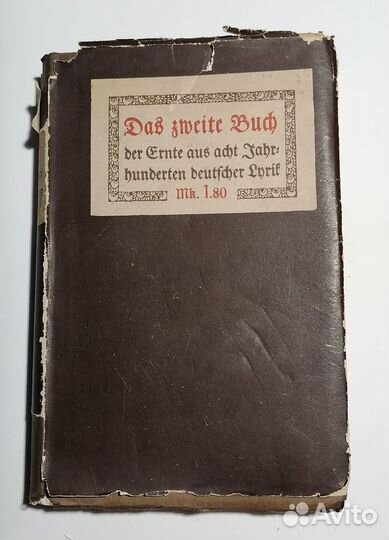 Das zweite Buch
der Ernte aus acht Jahr-
hunderten deutscher Lyrik
Mk. 1.80
Avito